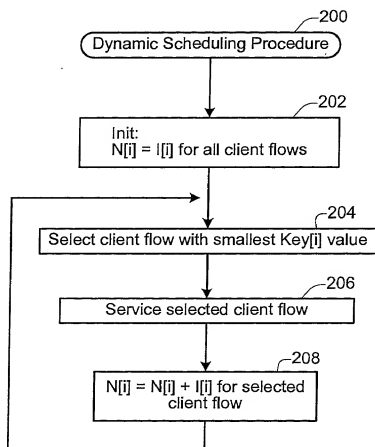 200
Dynamic Scheduling Procedure
202
Init:
N[i] = I[i] for all client flows
204
Select client flow with smallest Key[i] value
206
Service selected client flow
208
N[i] = N[i] + I[i] for selected
client flow